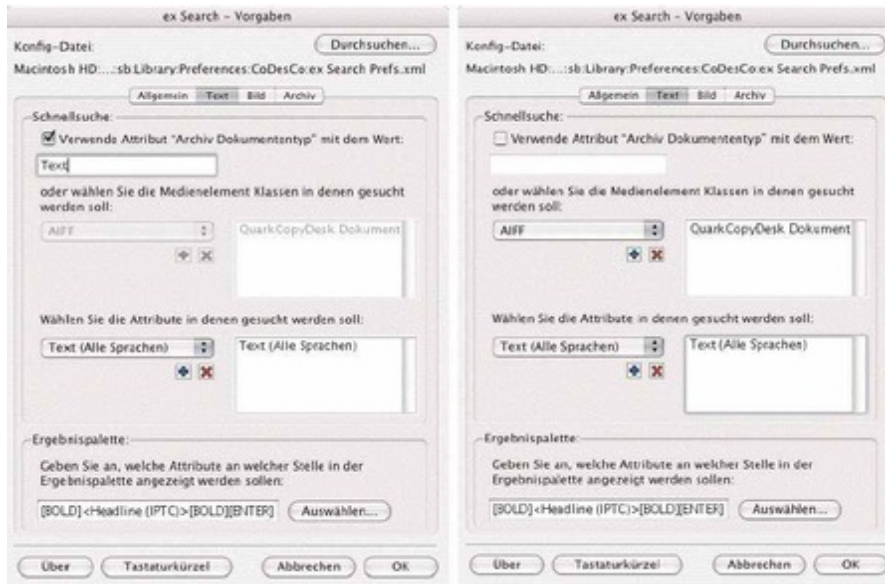 ex Search - Vorgaben
Konfig-Datei:
Durchsuchen...
Macintosh HD:...:sb Library:Preferences:CoDesCo:ex Search Prefs.xml
Allgemein Text Bild Archiv
Schnellsuche:
Verwende Attribut "Archiv Dokumententyp" mit dem Wert:
Text
oder wählen Sie die Medienelement Klassen in denen gesucht
werden soll:
AIFF
QuarkCopyDesk Dokument
Wählen Sie die Attribute in denen gesucht werden soll:
Text (Alle Sprachen)
Text (Alle Sprachen)
Ergebnispalette:
Geben Sie an, welche Attribute an welcher Stelle in der
Ergebnispalette angezeigt werden sollen:
[BOLD]<Headline (IPTC)>[BOLD][ENTER]
Auswählen...
Über
Tastaturkürzel
Abbrechen
OK
ex Search - Vorgaben
Konfig-Datei:
Durchsuchen...
Macintosh HD:...:sb Library:Preferences:CoDesCo:ex Search Prefs.xml
Allgemein Text Bild Archiv
Schnellsuche:
Verwende Attribut "Archiv Dokumententyp" mit dem Wert:
oder wählen Sie die Medienelement Klassen in denen gesucht
werden soll:
AIFF
QuarkCopyDesk Dokument
Wählen Sie die Attribute in denen gesucht werden soll:
Text (Alle Sprachen)
Text (Alle Sprachen)
Ergebnispalette:
Geben Sie an, welche Attribute an welcher Stelle in der
Ergebnispalette angezeigt werden sollen:
[BOLD]<Headline (IPTC)>[BOLD][ENTER]
Auswählen...
Über
Tastaturkürzel
Abbrechen
OK